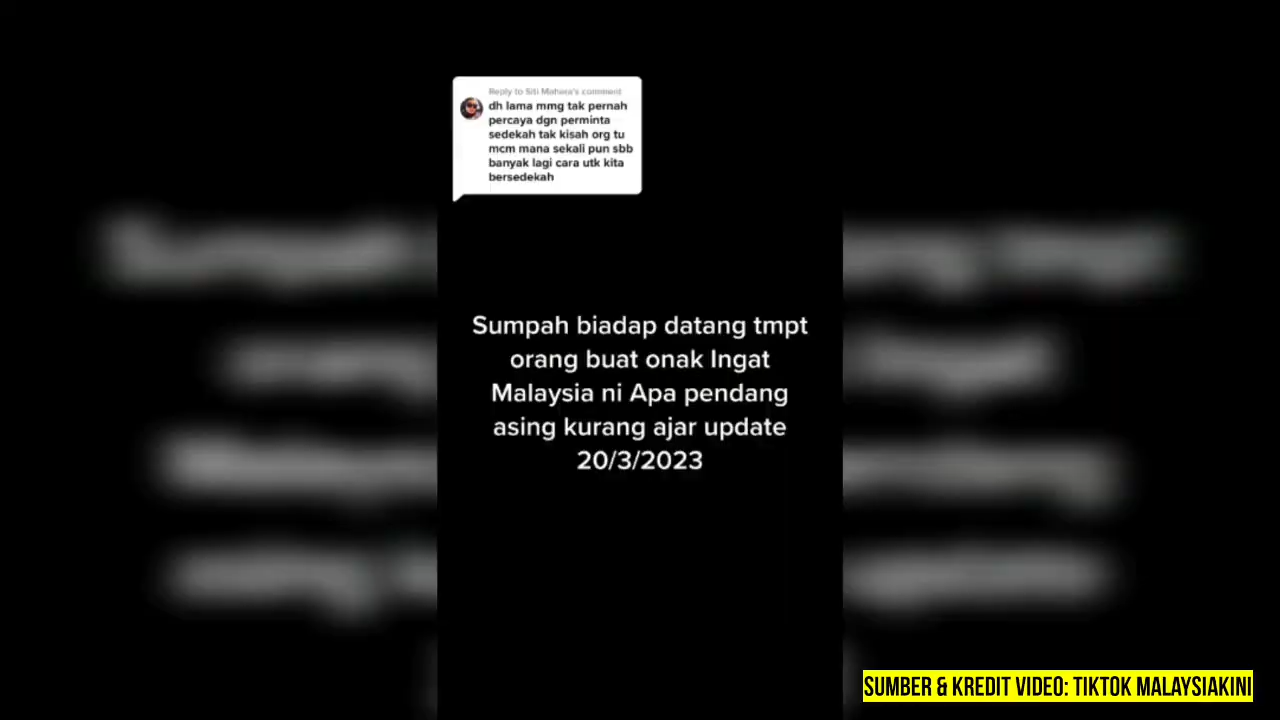 Reply to Siti Mahera's comment
dh lama mmg tak pernah
percaya dgn perminta
sedekah tak kisah org tu
mcm mana sekali pun sbb
banyak lagi cara utk kita
bersedekah
Sumpah biadap datang tmpt
orang buat onak Ingat
Malaysia ni Apa pendang
asing kurang ajar update
20/3/2023
SUMBER & KREDIT VIDEO: TIKTOK MALAYSIAKINI